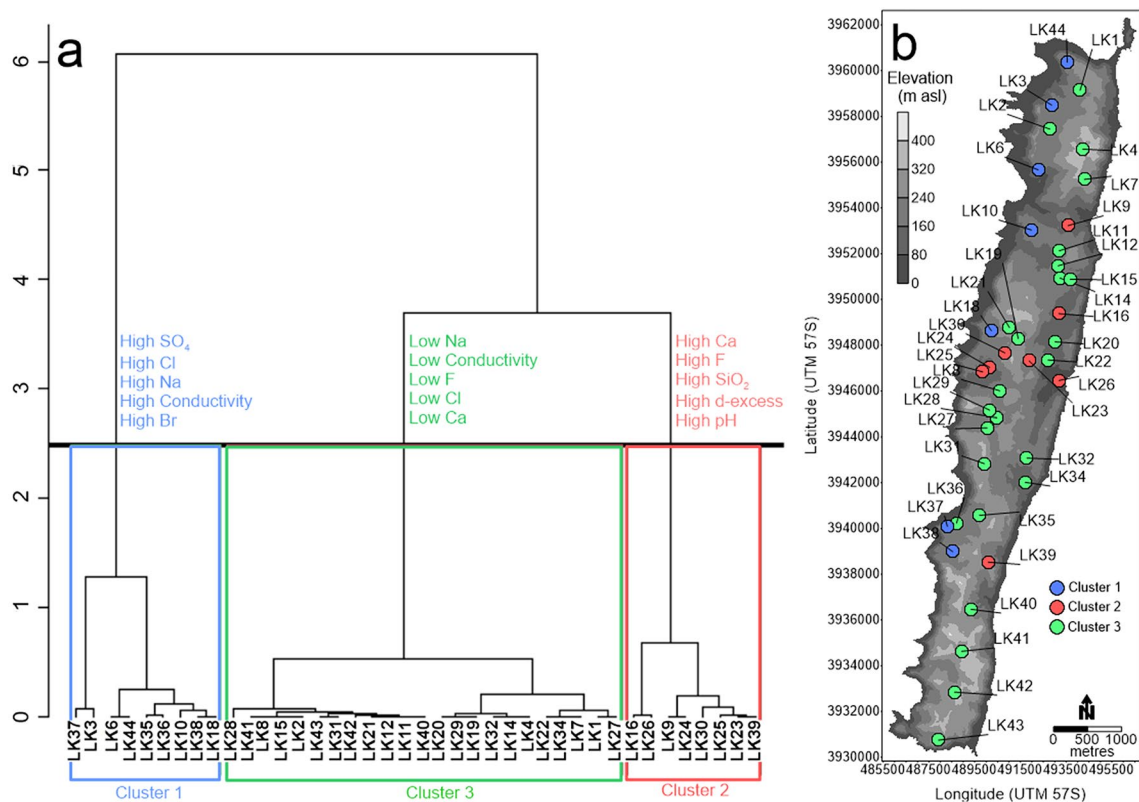 a
6
5
4
3
2
1
0
High SO₄
High Cl
High Na
High Conductivity
High Br
Low Na
Low Conductivity
Low F
Low Cl
Low Ca
High Ca
High F
High SiO₂
High d-excess
High pH
LK37
LK3
LK6
LK44
LK35
LK36
LK10
LK38
LK18
LK28
LK41
LK8
LK15
LK2
LK43
LK31
LK42
LK21
LK12
LK11
LK40
LK20
LK29
LK19
LK32
LK14
LK4
LK22
LK34
LK7
LK1
LK27
LK16
LK26
LK9
LK24
LK30
LK25
LK23
LK39
Cluster 1
Cluster 3
Cluster 2
b
Latitude (UTM 57S)
3962000
3960000
3958000
3956000
3954000
3952000
3950000
3948000
3946000
3944000
3942000
3940000
3938000
3936000
3934000
3932000
3930000
Elevation
(m asl)
400
320
240
160
80
0
LK44
LK1
LK3
LK2
LK6
LK4
LK7
LK9
LK10
LK11
LK12
LK19
LK21
LK15
LK14
LK18
LK16
LK30
LK24
LK20
LK25
LK22
LK8
LK26
LK29
LK23
LK28
LK27
LK3
LK32
LK34
LK36
LK37
LK35
LK38
LK39
LK40
LK41
LK42
LK43
Cluster 1
Cluster 2
Cluster 3
N
0 500 1000
metres
485500 487500 489500 491500 493500 495500
Longitude (UTM 57S)